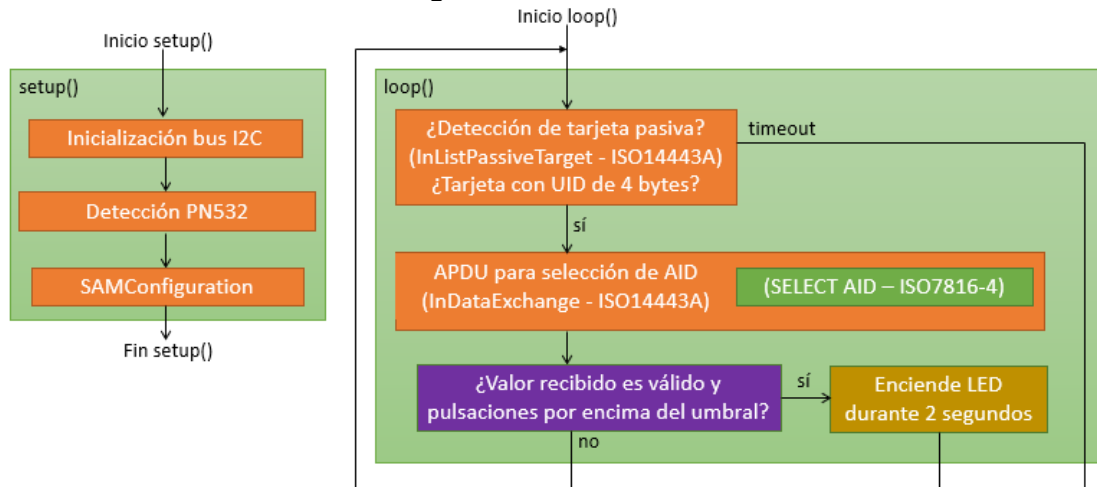 Inicio setup()
setup()
Inicialización bus I2C
Detección PN532
SAMConfiguration
Fin setup()
Inicio loop()
loop()
¿Detección de tarjeta pasiva?
(InListPassiveTarget - ISO14443A)
¿Tarjeta con UID de 4 bytes?
timeout
sí
APDU para selección de AID
(InDataExchange - ISO14443A)
(SELECT AID – ISO7816-4)
¿Valor recibido es válido y
pulsaciones por encima del umbral?
sí
Enciende LED
durante 2 segundos
no